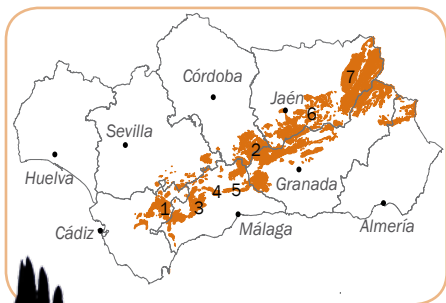 7
Córdoba
Jaén
6
Sevilla
2
Huelva
4
5
Granada
1
3
Cádiz
Málaga
Almería